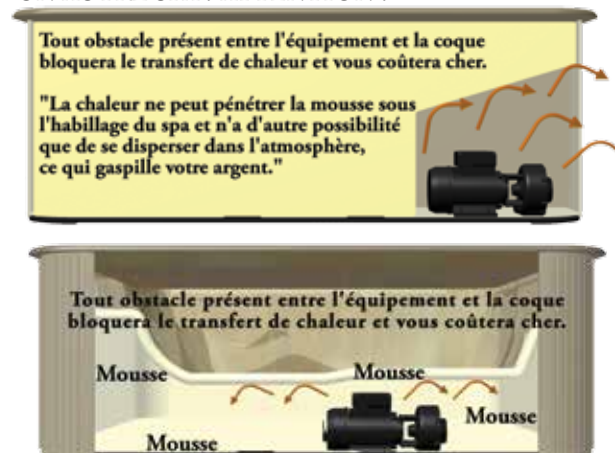 Tout obstacle présent entre l'équipement et la coque
bloquera le transfert de chaleur et vous coûtera cher.
"La chaleur ne peut pénétrer la mousse sous
l'habillage du spa et n'a d'autre possibilité
que de se disperser dans l'atmosphère,
ce qui gaspille votre argent."
Tout obstacle présent entre l'équipement et la coque
bloquera le transfert de chaleur et vous coûtera cher.
Mousse
Mousse
Mousse
Mousse